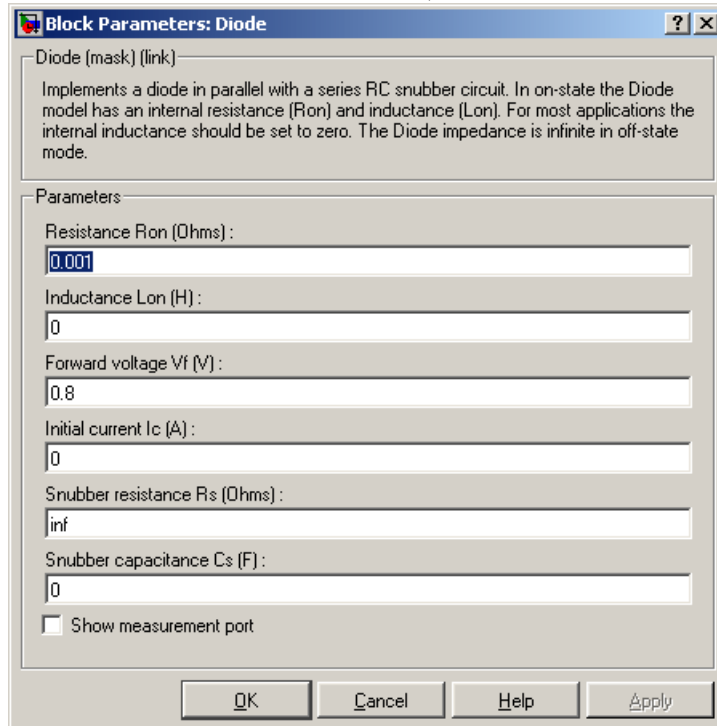 Block Parameters: Diode
Diode (mask) (link)
Implements a diode in parallel with a series RC snubber circuit. In on-state the Diode
model has an internal resistance (Ron) and inductance (Lon). For most applications the
internal inductance should be set to zero. The Diode impedance is infinite in off-state
mode.
Parameters
Resistance Ron (Ohms) :
0.001
Inductance Lon (H) :
0
Forward voltage Vf (V) :
0.8
Initial current Ic (A) :
0
Snubber resistance Rs (Ohms) :
inf
Snubber capacitance Cs (F) :
0
Show measurement port
OK Cancel Help Apply